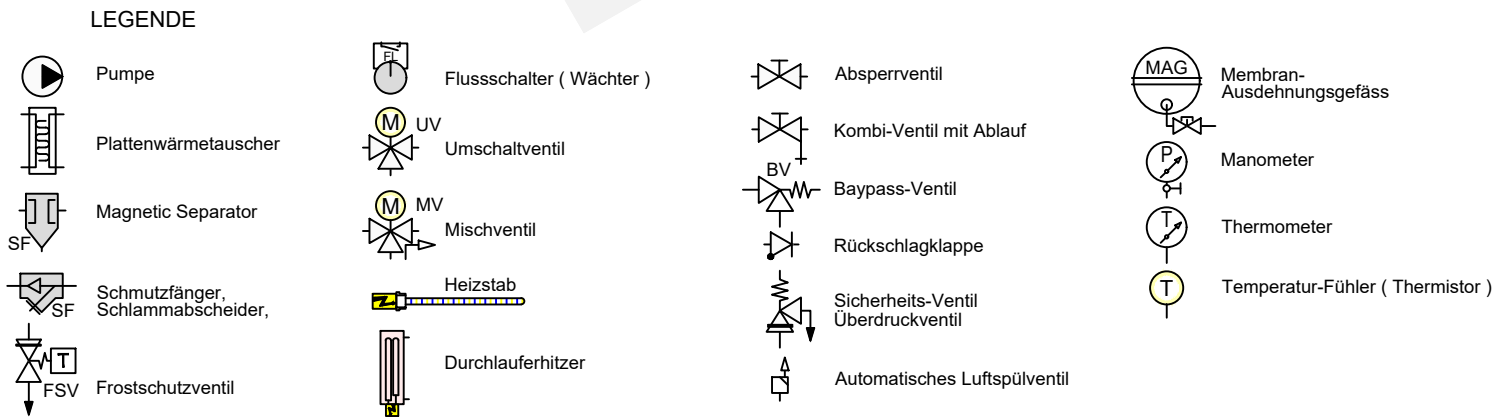 LEGENDE
Pumpe
Plattenwärmetauscher
Magnetic Separator
SF
Schmutzfänger,
Schlammabscheider,
SF
T
FSV
Frostschutzventil
FL
Flussschalter ( Wächter )
M
UV
Umschaltventil
M
MV
Mischventil
Heizstab
Durchlauferhitzer
Absperrventil
Kombi-Ventil mit Ablauf
BV
Baypass-Ventil
Rückschlagklappe
Sicherheits-Ventil
Überdruckventil
Automatisches Luftspülventil
MAG
Membran-
Ausdehnungsgefäss
P
Manometer
T
Thermometer
T
Temperatur-Fühler ( Thermistor )